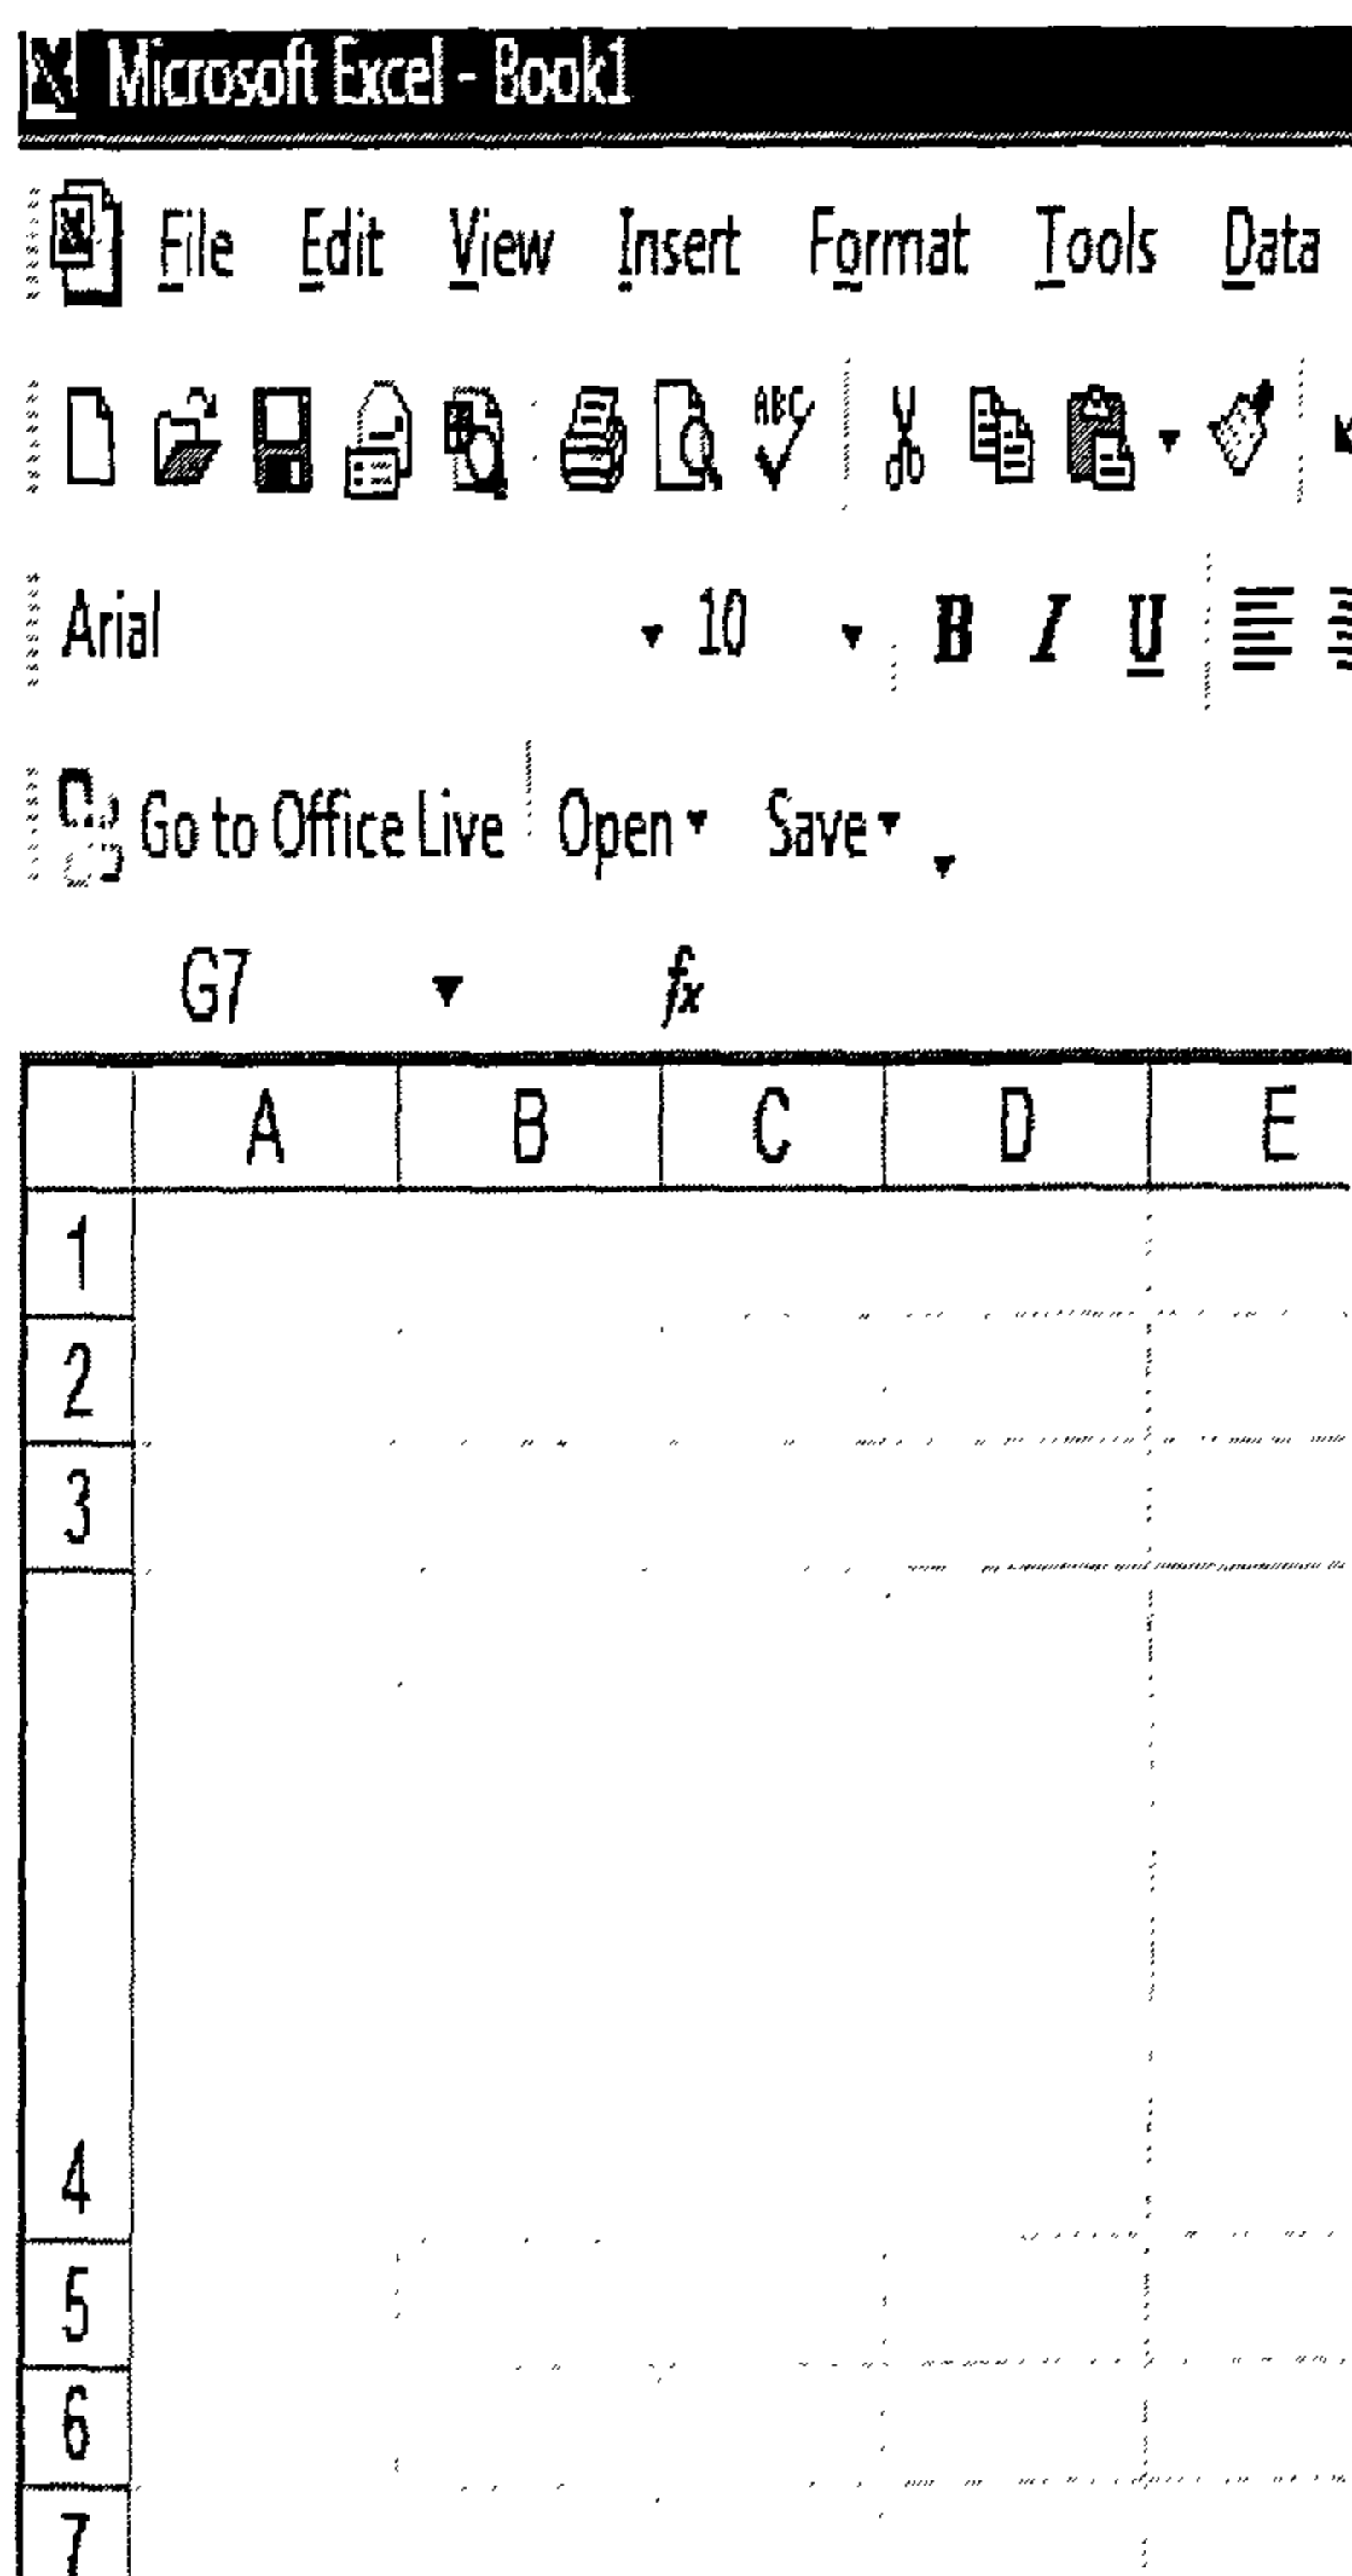 Microsoft Excel - Book1
File Edit View Insert Format Tools Data
ABC
Arial 10 B I U
Go to Office Live Open Save
G7 fx
A B C D E
1
2
3
4
5
6
7